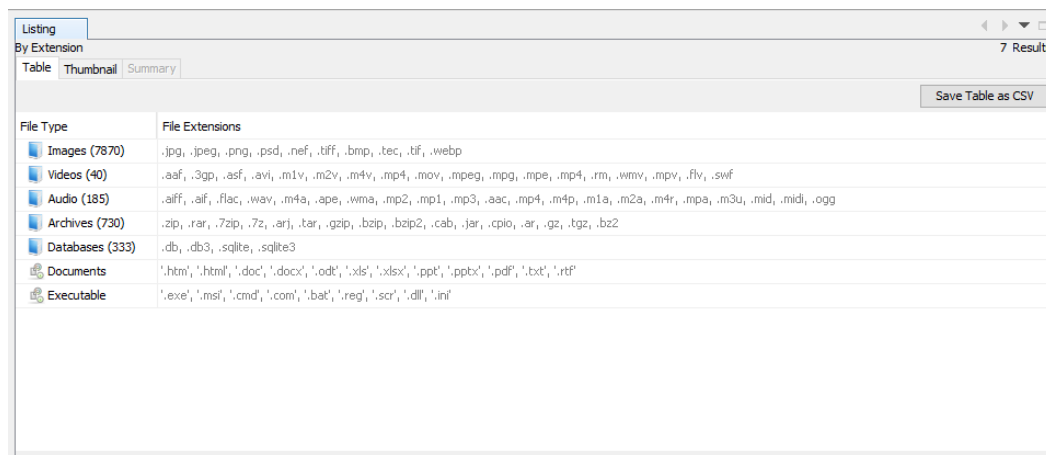 Listing
By Extension 7 Result
Table Thumbnail Summary
Save Table as CSV
File Type File Extensions
Images (7870) .jpg, .jpeg, .png, .psd, .nef, .tiff, .bmp, .tec, .tif, .webp
Videos (40) .aaf, .3gp, .asf, .avi, .m1v, .m2v, .m4v, .mp4, .mov, .mpeg, .mpg, .mpe, .mp4, .rm, .wmv, .mpv, .flv, .swf
Audio (185) .aiff, .aif, .flac, .wav, .m4a, .ape, .wma, .mp2, .mp1, .mp3, .aac, .mp4, .m4p, .m1a, .m2a, .m4r, .mpa, .m3u, .mid, .midi, .ogg
Archives (730) .zip, .rar, .7zip, .7z, .arj, .tar, .gzip, .bzip, .bzip2, .cab, .jar, .cpio, .ar, .gz, .tgz, .bz2
Databases (333) .db, .db3, .sqlite, .sqlite3
Documents '.htm', '.html', '.doc', '.docx', '.odt', '.xls', '.xlsx', '.ppt', '.pptx', '.pdf', '.txt', '.rtf'
Executable '.exe', '.msi', '.cmd', '.com', '.bat', '.reg', '.scr', '.dll', '.ini'